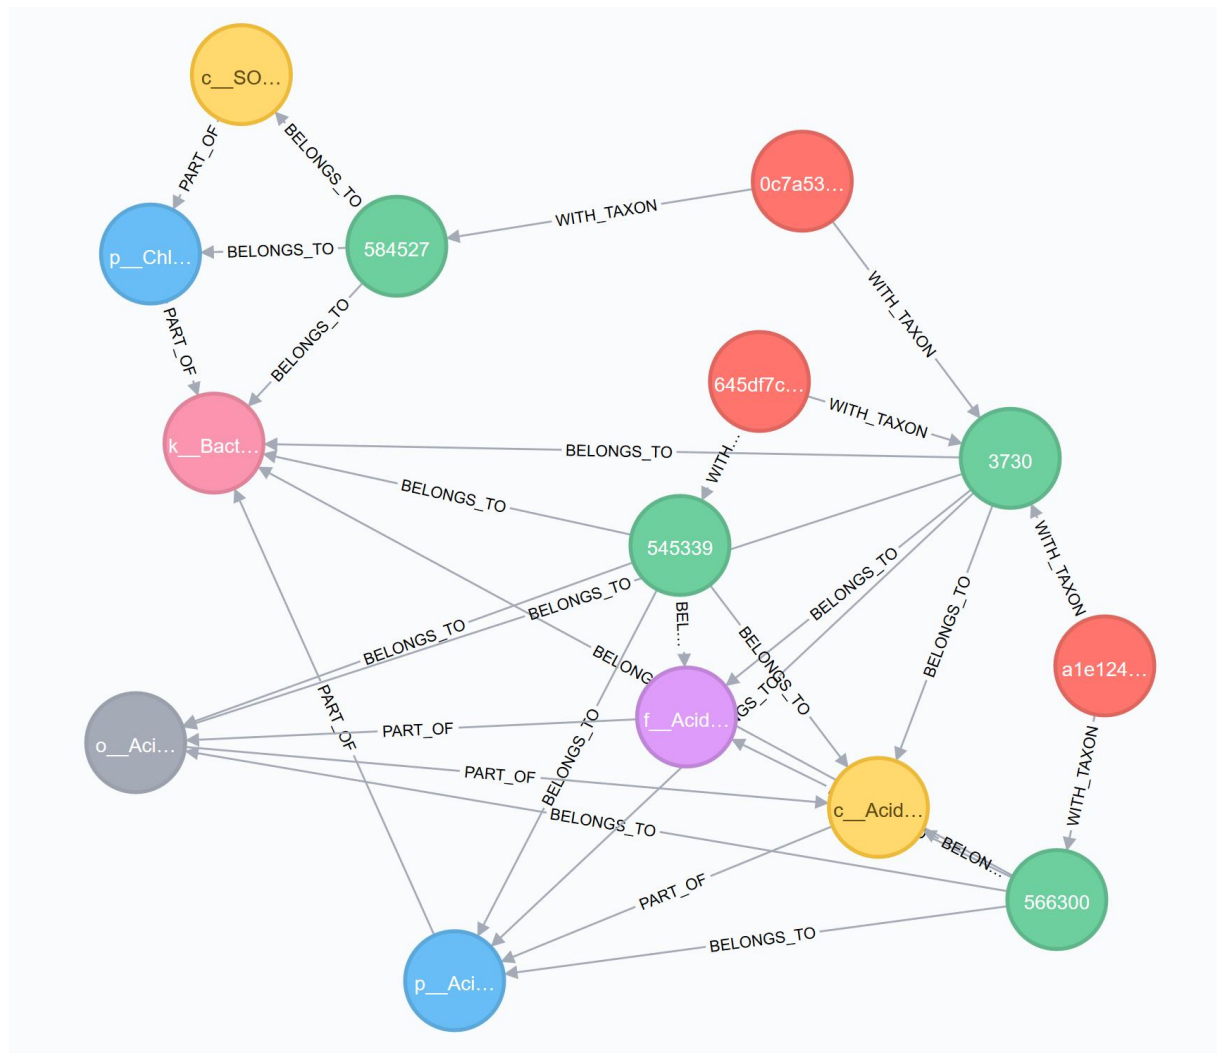 c__SO…
PART_OF
BELONGS_TO
0c7a53…
WITH_TAXON
p__Chl…
BELONGS_TO
584527
PART_OF
BELONGS_TO
WITH_TAXON
645df7c…
WITH_TAXON
k__Bact…
BELONGS_TO
WITH…
3730
BELONGS_TO
545339
WITH_TAXON
BELONGS_TO
BELONGS_TO
BELONGS_TO
BEL…
BELONGS_TO
BELONGS_TO
BELONG
a1e124…
PART_OF
PART_OF
f__Acid…
GS_TO
o__Aci…
PART_OF
BELONGS_TO
WITH_TAXON
BELONGS_TO
c__Acid…
BELON…
PART_OF
566300
BELONGS_TO
p__Aci…